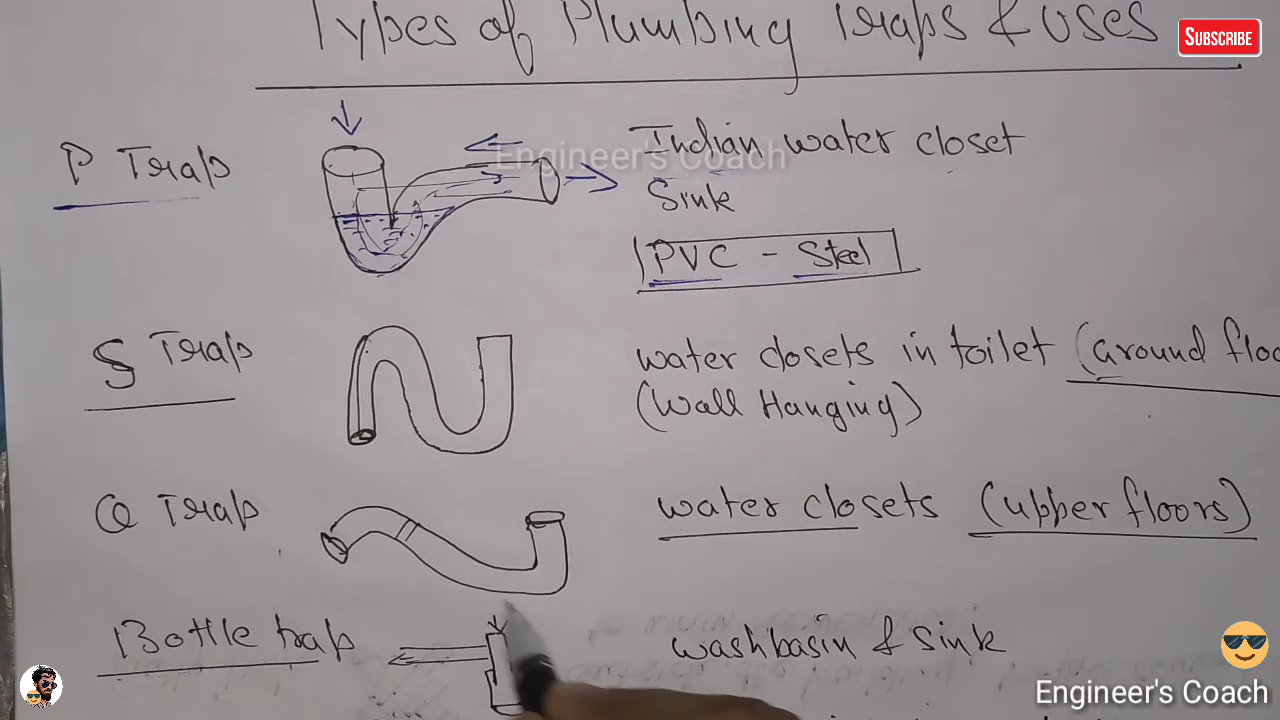 Types of Plumbing Traps & Uses
SUBSCRIBE
P Trap
Indian water closet
Engineer's Coach
Sink
PVC - Steel
S Trap
water closets in toilet (Ground floo
(Wall Hanging)
Q Trap
water closets (upper floors)
Bottle trap
washbasin & Sink
Engineer's Coach